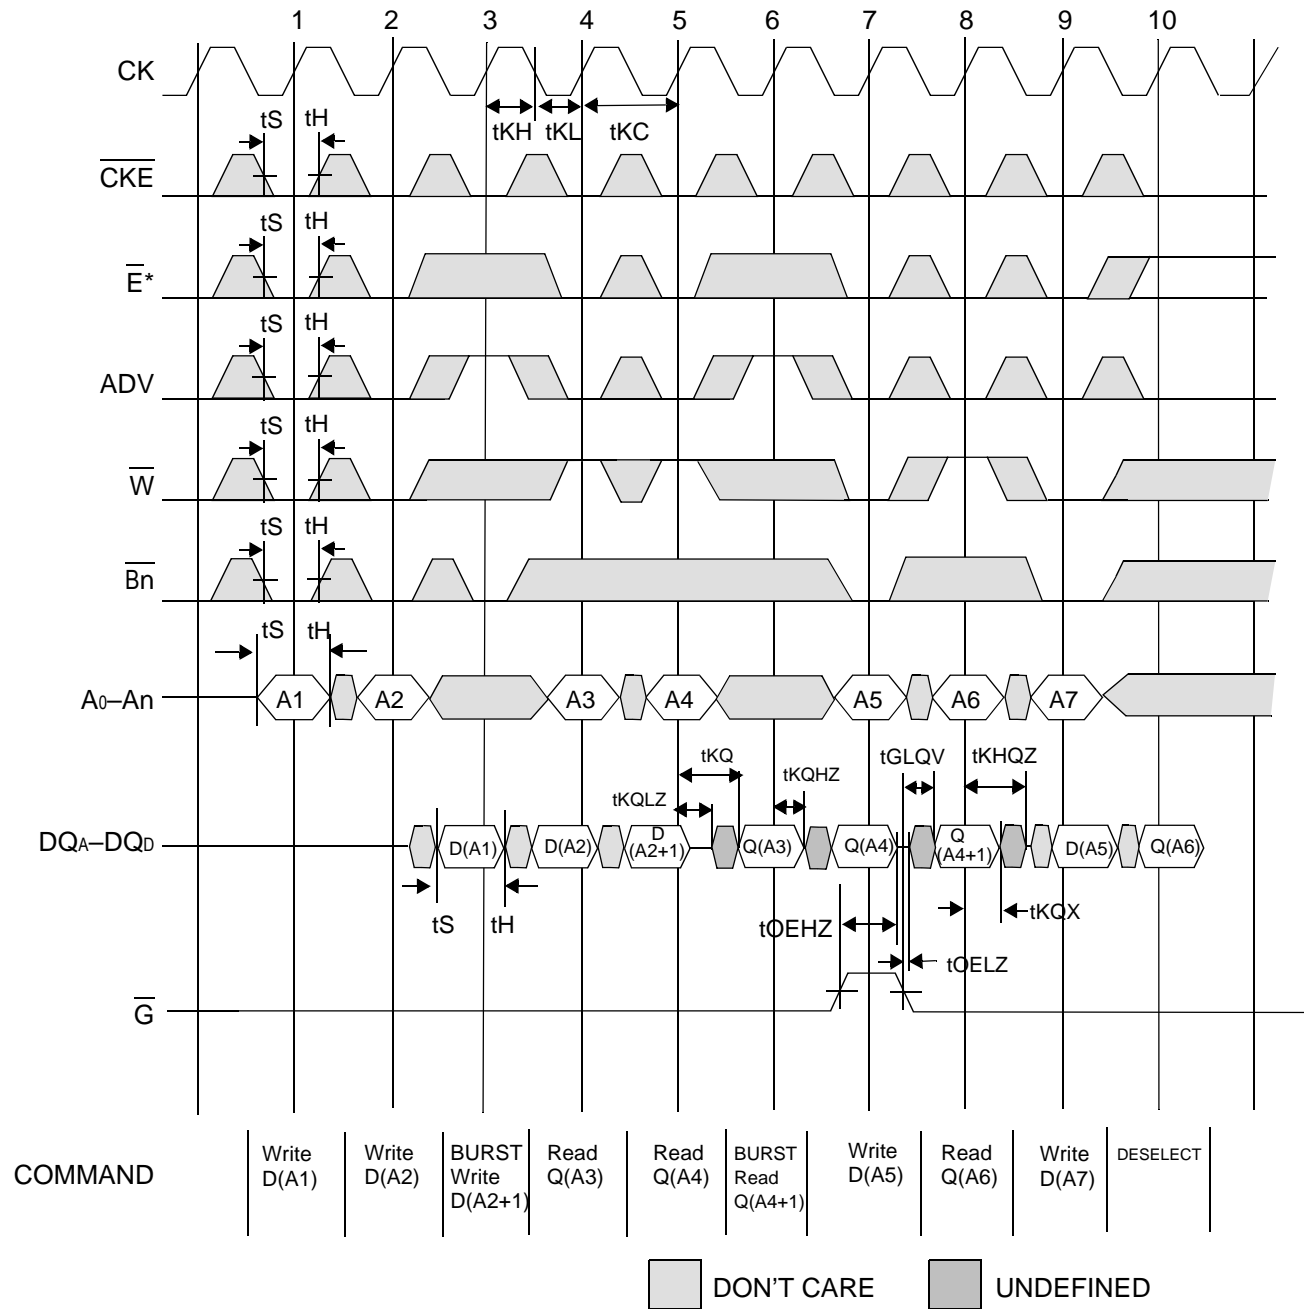 1 2 3 4 5 6 7 8 9 10
CK
tKH tKL tKC
tS tH
CKE
tS tH
E*
tS tH
ADV
tS tH
W
tS tH
Bn
tS tH
A0–An A1 A2 A3 A4 A5 A6 A7
tKQ tGLQV tKHQZ
tKQLZ tKQHZ
DQA–DQD D(A1) D(A2) D (A2+1) Q(A3) Q(A4) Q (A4+1) D(A5) Q(A6)
tS tH tOEHZ tKQX
tOELZ
G
COMMAND
Write D(A1)
Write D(A2)
BURST Write D(A2+1)
Read Q(A3)
Read Q(A4)
BURST Read Q(A4+1)
Write D(A5)
Read Q(A6)
Write D(A7)
DESELECT
DON'T CARE UNDEFINED